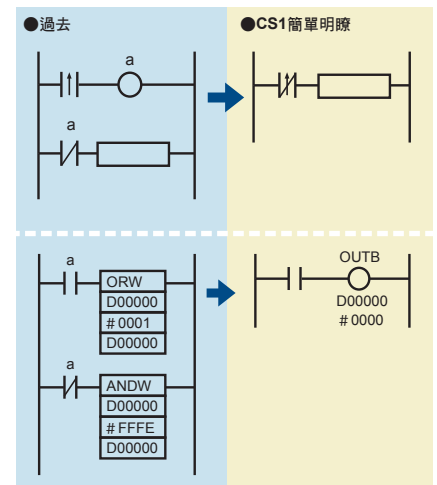 ●過去
a
a
●CS1簡單明瞭
a
ORW
D00000
# 0001
D00000
a
ANDW
D00000
# FFFE
D00000
OUTB
D00000
# 0000